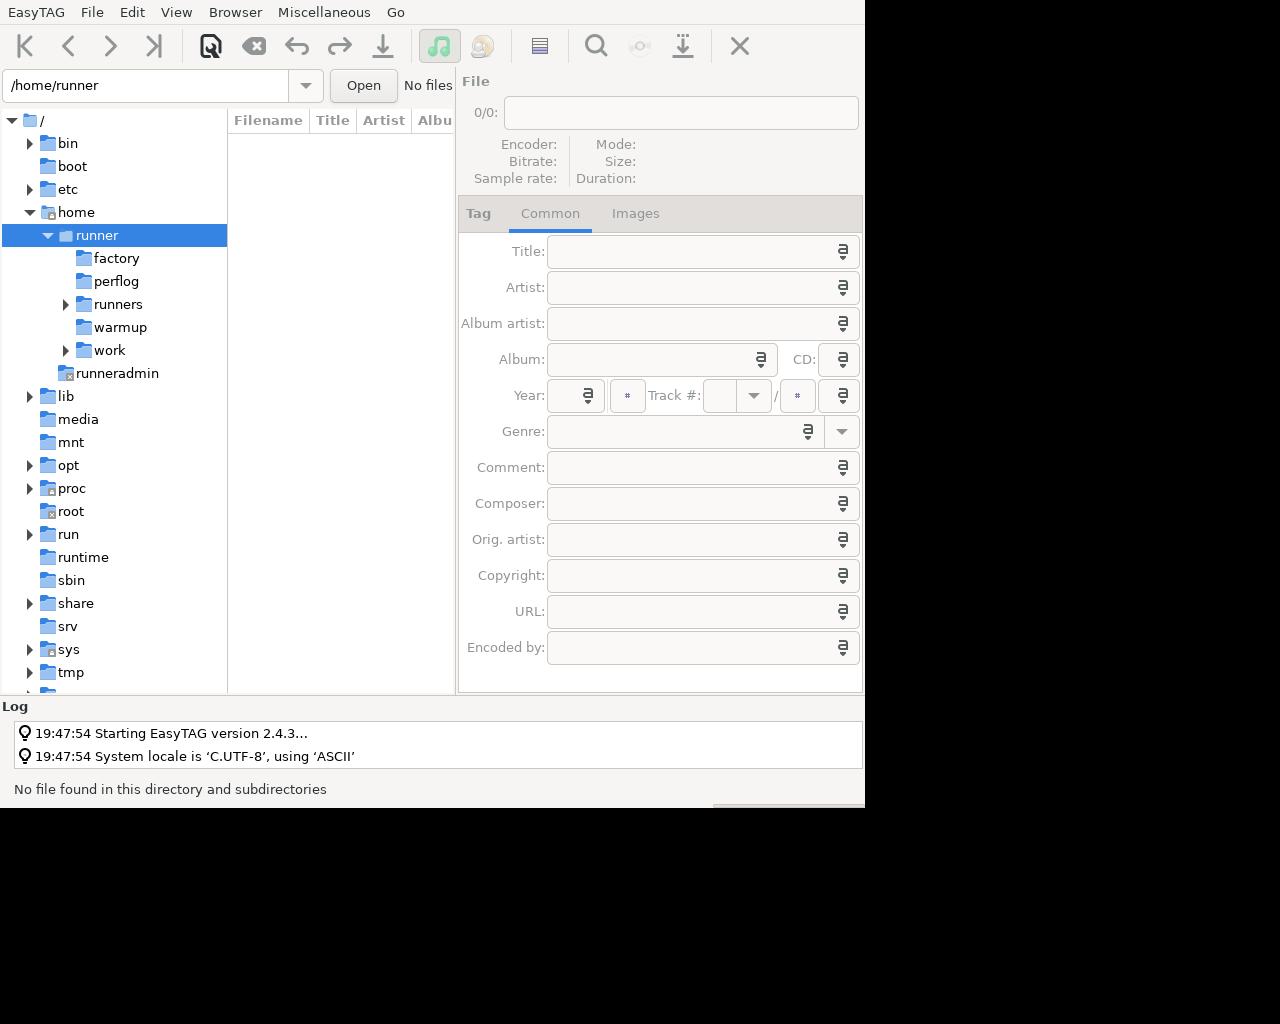 EasyTAG File Edit View Browser Miscellaneous Go
/home/runner Open No files
File
0/0:
Encoder: Mode:
Bitrate: Size:
Sample rate: Duration:
Filename Title Artist Albu
/
bin
boot
etc
home
runner
factory
perflog
runners
warmup
work
runneradmin
lib
media
mnt
opt
proc
root
run
runtime
sbin
share
srv
sys
tmp
Tag Common Images
Title:
Artist:
Album artist:
Album: CD:
Year: Track #: /
Genre:
Comment:
Composer:
Orig. artist:
Copyright:
URL:
Encoded by:
Log
19:47:54 Starting EasyTAG version 2.4.3…
19:47:54 System locale is ‘C.UTF-8’, using ‘ASCII’
No file found in this directory and subdirectories